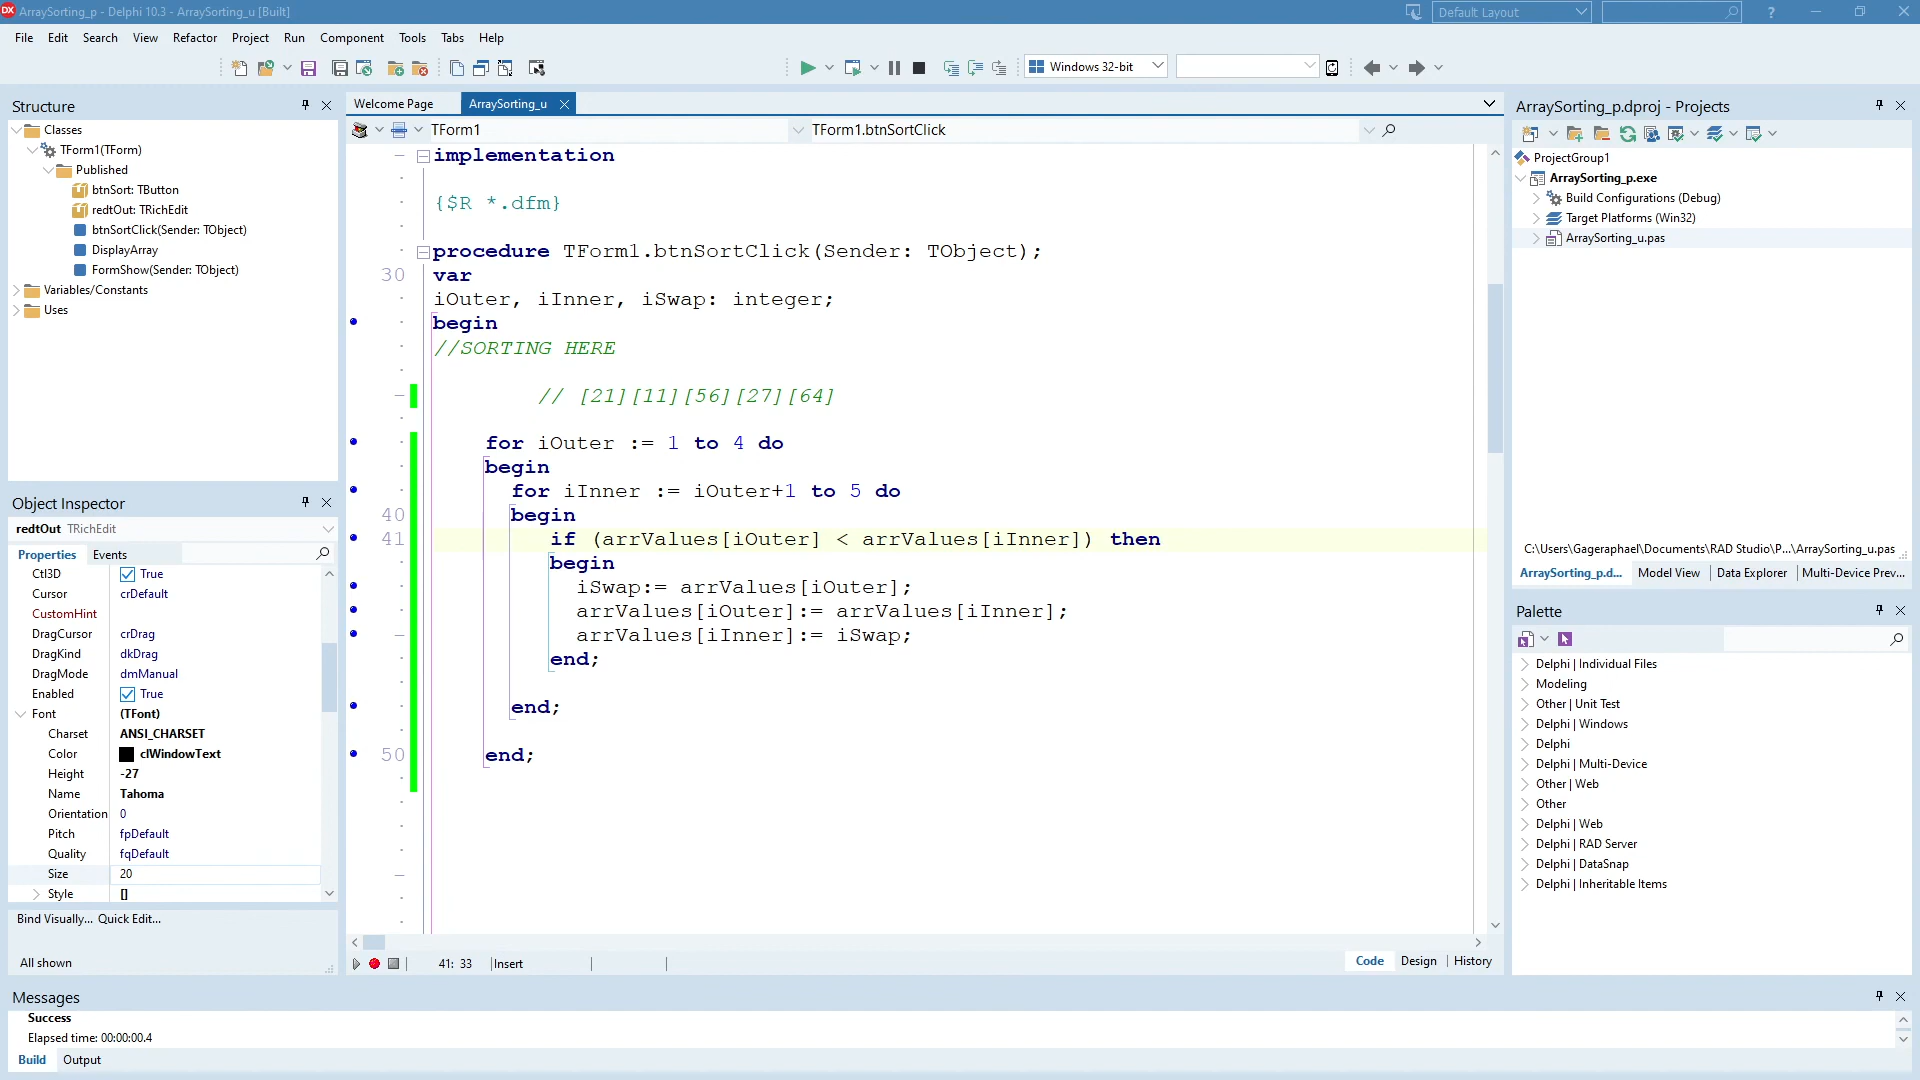 ArraySorting_p - Delphi 10.3 - ArraySorting_u [Built]
Default Layout
?
File Edit Search View Refactor Project Run Component Tools Tabs Help
Windows 32-bit
Structure
Classes
TForm1(TForm)
Published
btnSort: TButton
redtOut: TRichEdit
btnSortClick(Sender: TObject)
DisplayArray
FormShow(Sender: TObject)
Variables/Constants
Uses
Object Inspector
redtOut TRichEdit
Properties Events
Ctl3D True
Cursor crDefault
CustomHint
DragCursor crDrag
DragKind dkDrag
DragMode dmManual
Enabled True
Font (TFont)
Charset ANSI_CHARSET
Color clWindowText
Height -27
Name Tahoma
Orientation 0
Pitch fpDefault
Quality fqDefault
Size 20
Style []
Bind Visually... Quick Edit...
All shown
Welcome Page ArraySorting_u
TForm1 TForm1.btnSortClick
implementation
{$R *.dfm}
procedure TForm1.btnSortClick(Sender: TObject);
30 var
iOuter, iInner, iSwap: integer;
begin
//SORTING HERE
// [21][11][56][27][64]
for iOuter := 1 to 4 do
begin
for iInner := iOuter+1 to 5 do
40 begin
41 if (arrValues[iOuter] < arrValues[iInner]) then
begin
iSwap:= arrValues[iOuter];
arrValues[iOuter]:= arrValues[iInner];
arrValues[iInner]:= iSwap;
end;
end;
50 end;
41: 33 Insert
Code Design History
ArraySorting_p.dproj - Projects
ProjectGroup1
ArraySorting_p.exe
Build Configurations (Debug)
Target Platforms (Win32)
ArraySorting_u.pas
C:\Users\Gageraphael\Documents\RAD Studio\P...\ArraySorting_u.pas
ArraySorting_p.d... Model View Data Explorer Multi-Device Prev...
Palette
Delphi | Individual Files
Modeling
Other | Unit Test
Delphi | Windows
Delphi
Delphi | Multi-Device
Other | Web
Other
Delphi | Web
Delphi | RAD Server
Delphi | DataSnap
Delphi | Inheritable Items
Messages
Success
Elapsed time: 00:00:00.4
Build Output